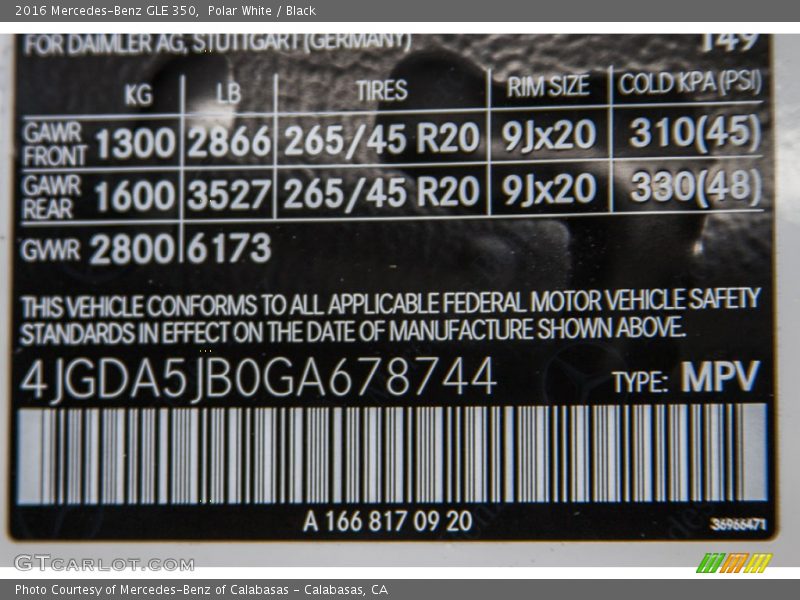 2016 Mercedes-Benz GLE 350, Polar White / Black
FOR DAIMLER AG, STUTTGART (GERMANY) 149
KG LB TIRES RIM SIZE COLD KPA (PSI)
GAWR FRONT 1300 2866 265/45 R20 9Jx20 310(45)
GAWR REAR 1600 3527 265/45 R20 9Jx20 330(48)
GVWR 2800 6173
THIS VEHICLE CONFORMS TO ALL APPLICABLE FEDERAL MOTOR VEHICLE SAFETY
STANDARDS IN EFFECT ON THE DATE OF MANUFACTURE SHOWN ABOVE.
4JGDA5JB0GA678744 TYPE: MPV
A 166 817 09 20 36966471
GTCARLOT.COM
Photo Courtesy of Mercedes-Benz of Calabasas - Calabasas, CA